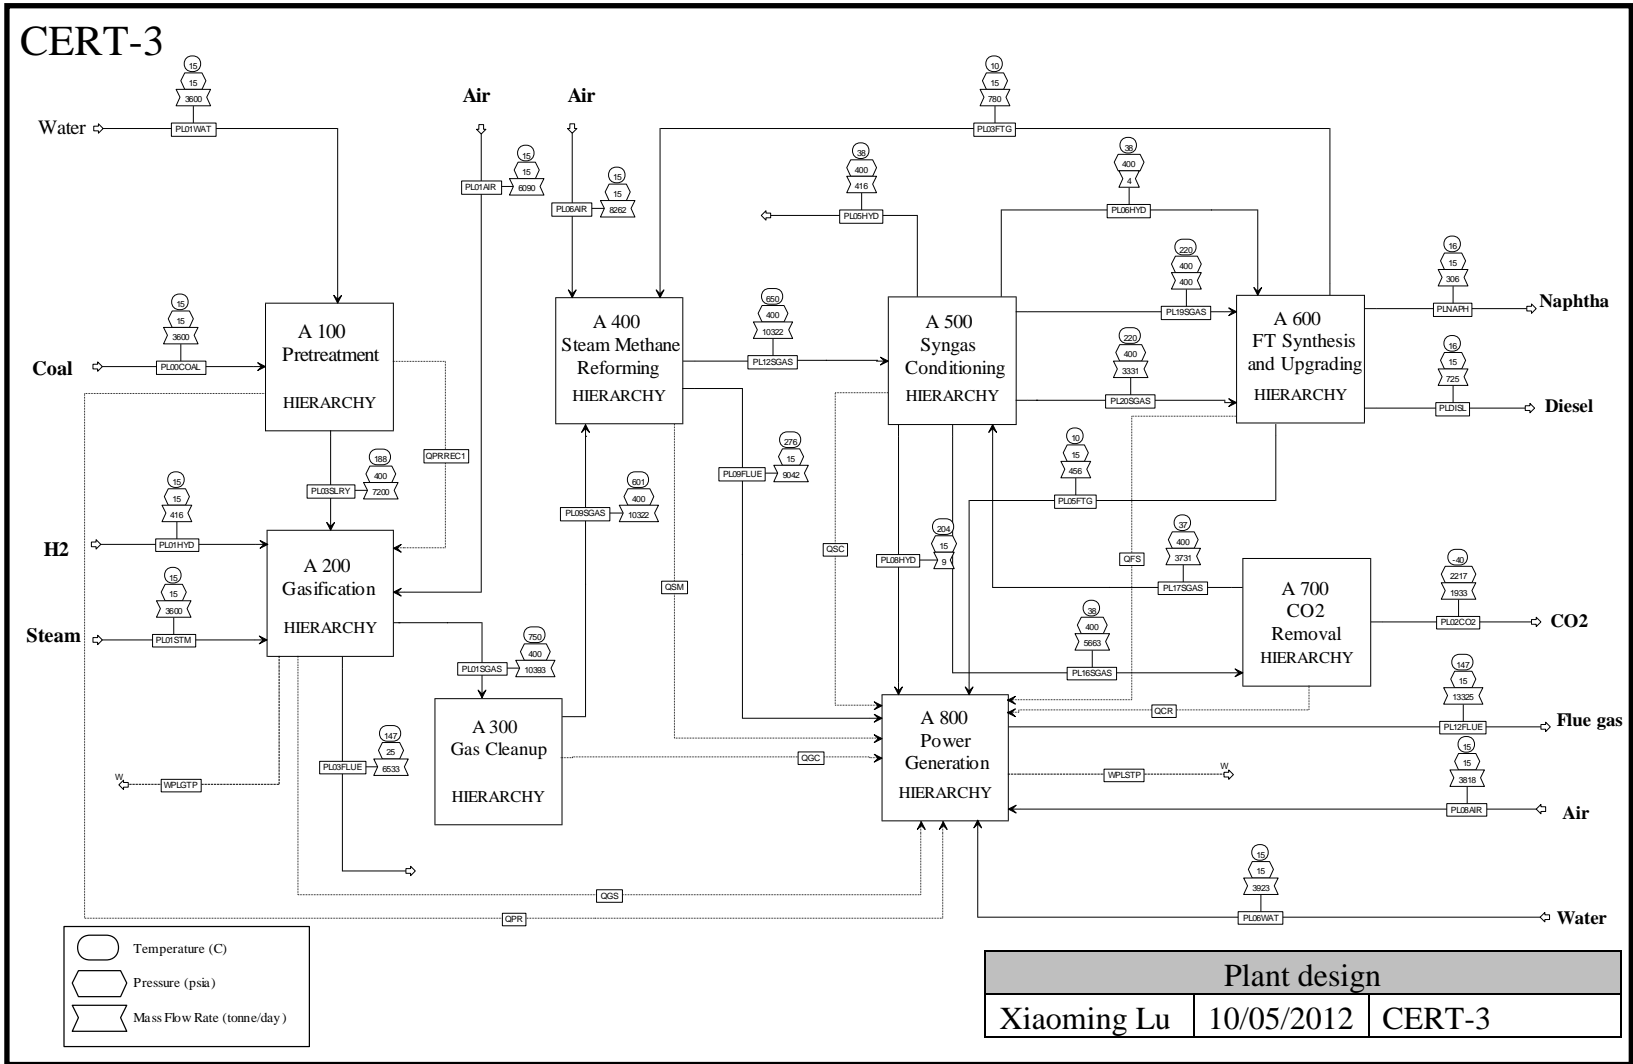 CERT-3
15
15
3600
PL01WAT
Water
Air
15
15
6090
PL01AIR
Air
15
15
8262
PL06AIR
10
15
780
PL03FTG
38
400
416
PL05HYD
38
400
4
PL06HYD
220
400
400
PL19SGAS
16
15
306
PLNAPH
Naphtha
15
15
3600
PL00COAL
Coal
A 100
Pretreatment
HIERARCHY
QPRREC1
A 400
Steam Methane
Reforming
HIERARCHY
650
400
10322
PL12SGAS
A 500
Syngas
Conditioning
HIERARCHY
220
400
3331
PL20SGAS
A 600
FT Synthesis
and Upgrading
HIERARCHY
16
15
725
PLDISL
Diesel
188
400
7200
PL03SLRY
601
400
10322
PL09SGAS
276
15
9042
PL09FLUE
10
15
456
PL05FTG
15
15
416
PL01HYD
H2
A 200
Gasification
HIERARCHY
QSM
QSC
204
15
9
PL08HYD
QFS
37
400
3731
PL17SGAS
A 700
CO2
Removal
HIERARCHY
-40
2217
1933
PL02CO2
CO2
15
15
3600
PL01STM
Steam
750
400
10393
PL01SGAS
38
400
5663
PL16SGAS
QCR
147
15
13325
PL12FLUE
Flue gas
A 300
Gas Cleanup
HIERARCHY
QGC
A 800
Power
Generation
HIERARCHY
W
WPLGTP
147
25
6533
PL03FLUE
WPLSTP
W
15
15
3818
PL08AIR
Air
QGS
QPR
15
15
3923
PL06WAT
Water
Temperature (C)
Pressure (psia)
Mass Flow Rate (tonne/day)
Plant design
Xiaoming Lu 10/05/2012 CERT-3